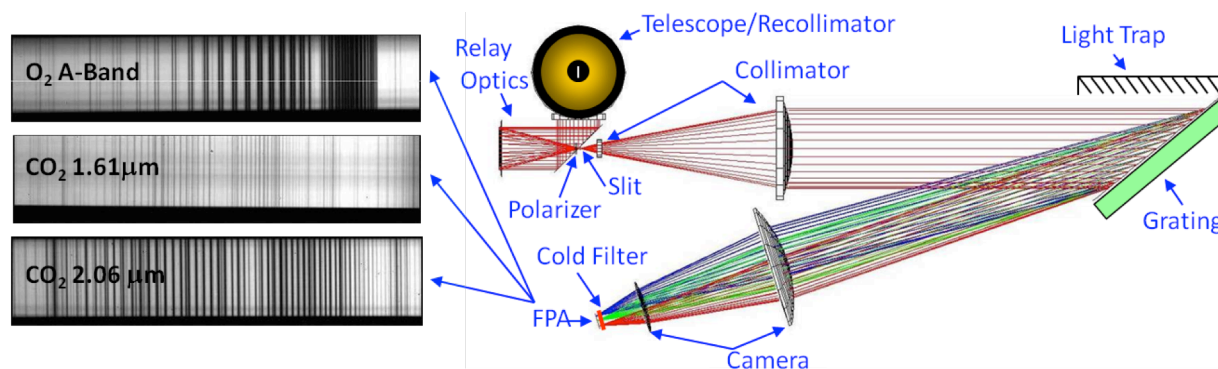 O₂ A-Band
CO₂ 1.61μm
CO₂ 2.06 μm
Telescope/Recollimator
Relay
Optics
Collimator
Light Trap
Polarizer
Slit
Grating
Cold Filter
FPA
Camera